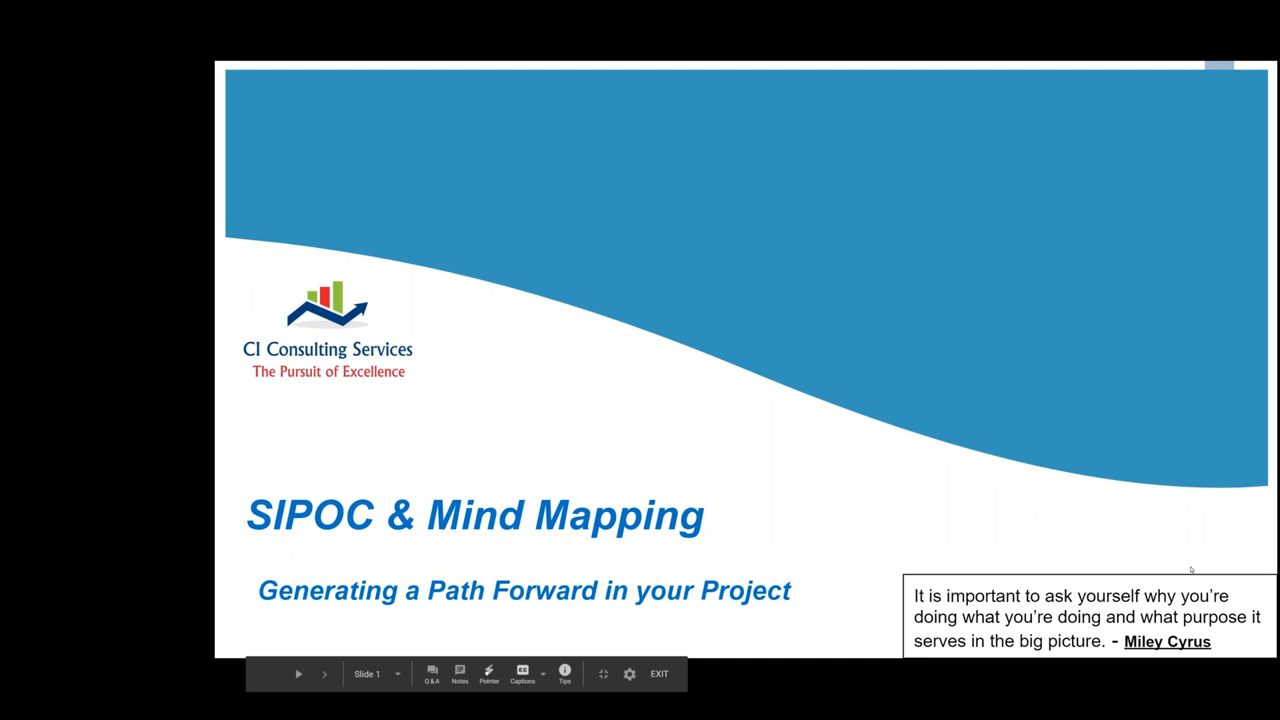 CI Consulting Services
The Pursuit of Excellence
SIPOC & Mind Mapping
Generating a Path Forward in your Project
It is important to ask yourself why you’re
doing what you’re doing and what purpose it
serves in the big picture. - Miley Cyrus
Slide 1
Q&A
Notes
Pointer
CC
Captions
Tips
EXIT